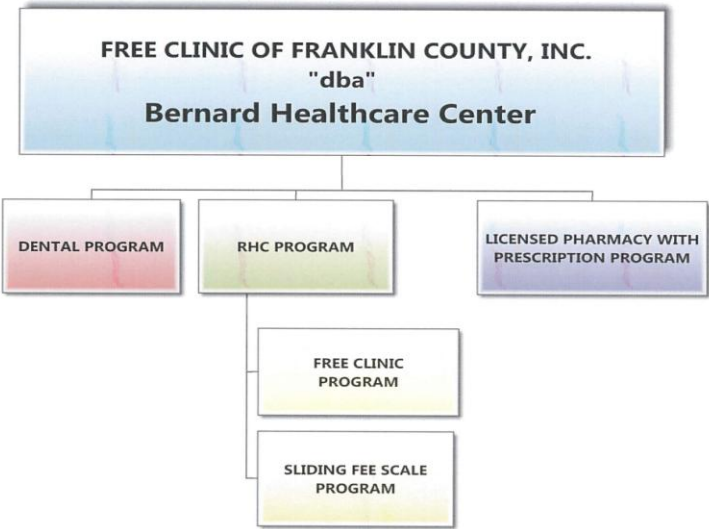 FREE CLINIC OF FRANKLIN COUNTY, INC.
"dba"
Bernard Healthcare Center
DENTAL PROGRAM
RHC PROGRAM
LICENSED PHARMACY WITH
PRESCRIPTION PROGRAM
FREE CLINIC
PROGRAM
SLIDING FEE SCALE
PROGRAM